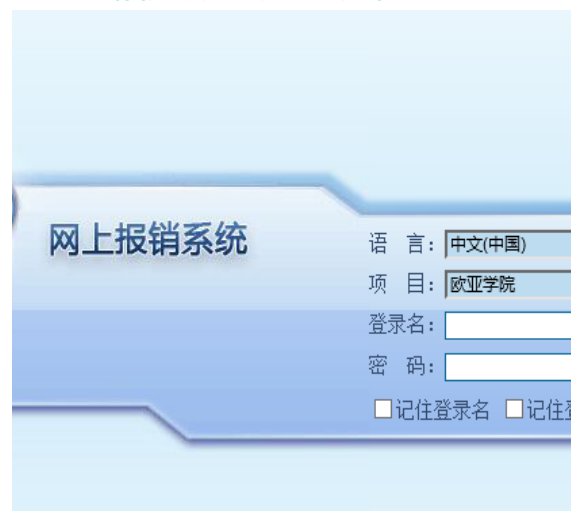 网上报销系统
语 言：中文(中国)
项 目：欧亚学院
登录名：
密 码：
记住登录名 记住